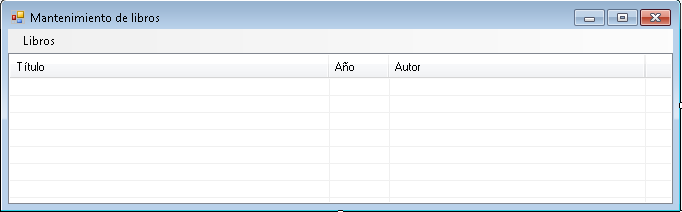 Mantenimiento de libros
Libros
Título Año Autor